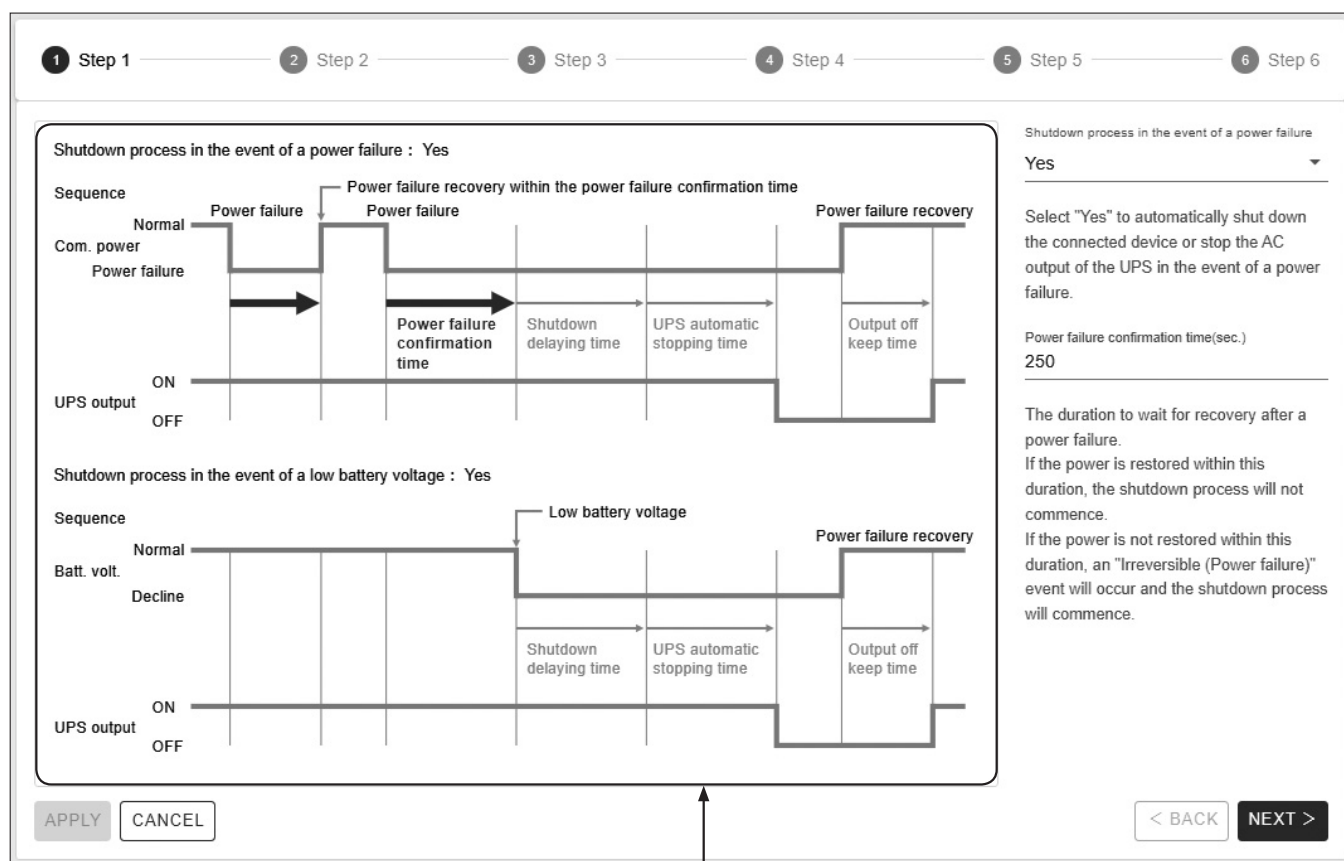 1 Step 1
2 Step 2
3 Step 3
4 Step 4
5 Step 5
6 Step 6
Shutdown process in the event of a power failure : Yes
Sequence
Power failure recovery within the power failure confirmation time
Power failure
Power failure
Power failure recovery
Normal
Com. power
Power failure
Power failure
confirmation
time
Shutdown
delaying time
UPS automatic
stopping time
Output off
keep time
ON
UPS output
OFF
Shutdown process in the event of a low battery voltage : Yes
Sequence
Low battery voltage
Power failure recovery
Normal
Batt. volt.
Decline
Shutdown
delaying time
UPS automatic
stopping time
Output off
keep time
ON
UPS output
OFF
Shutdown process in the event of a power failure
Yes
Select "Yes" to automatically shut down
the connected device or stop the AC
output of the UPS in the event of a power
failure.
Power failure confirmation time(sec.)
250
The duration to wait for recovery after a
power failure.
If the power is restored within this
duration, the shutdown process will not
commence.
If the power is not restored within this
duration, an "Irreversible (Power failure)"
event will occur and the shutdown process
will commence.
APPLY
CANCEL
< BACK
NEXT >